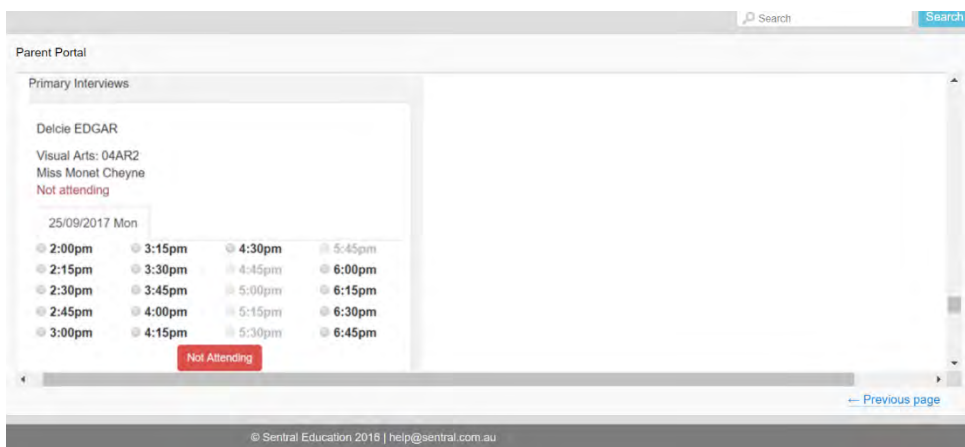 Search Search
Parent Portal
Primary Interviews
Delcie EDGAR
Visual Arts: 04AR2
Miss Monet Cheyne
Not attending
25/09/2017 Mon
2:00pm 3:15pm 4:30pm 5:45pm
2:15pm 3:30pm 4:45pm 6:00pm
2:30pm 3:45pm 5:00pm 6:15pm
2:45pm 4:00pm 5:15pm 6:30pm
3:00pm 4:15pm 5:30pm 6:45pm
Not Attending
← Previous page
© Sentral Education 2016 | help@sentral.com.au